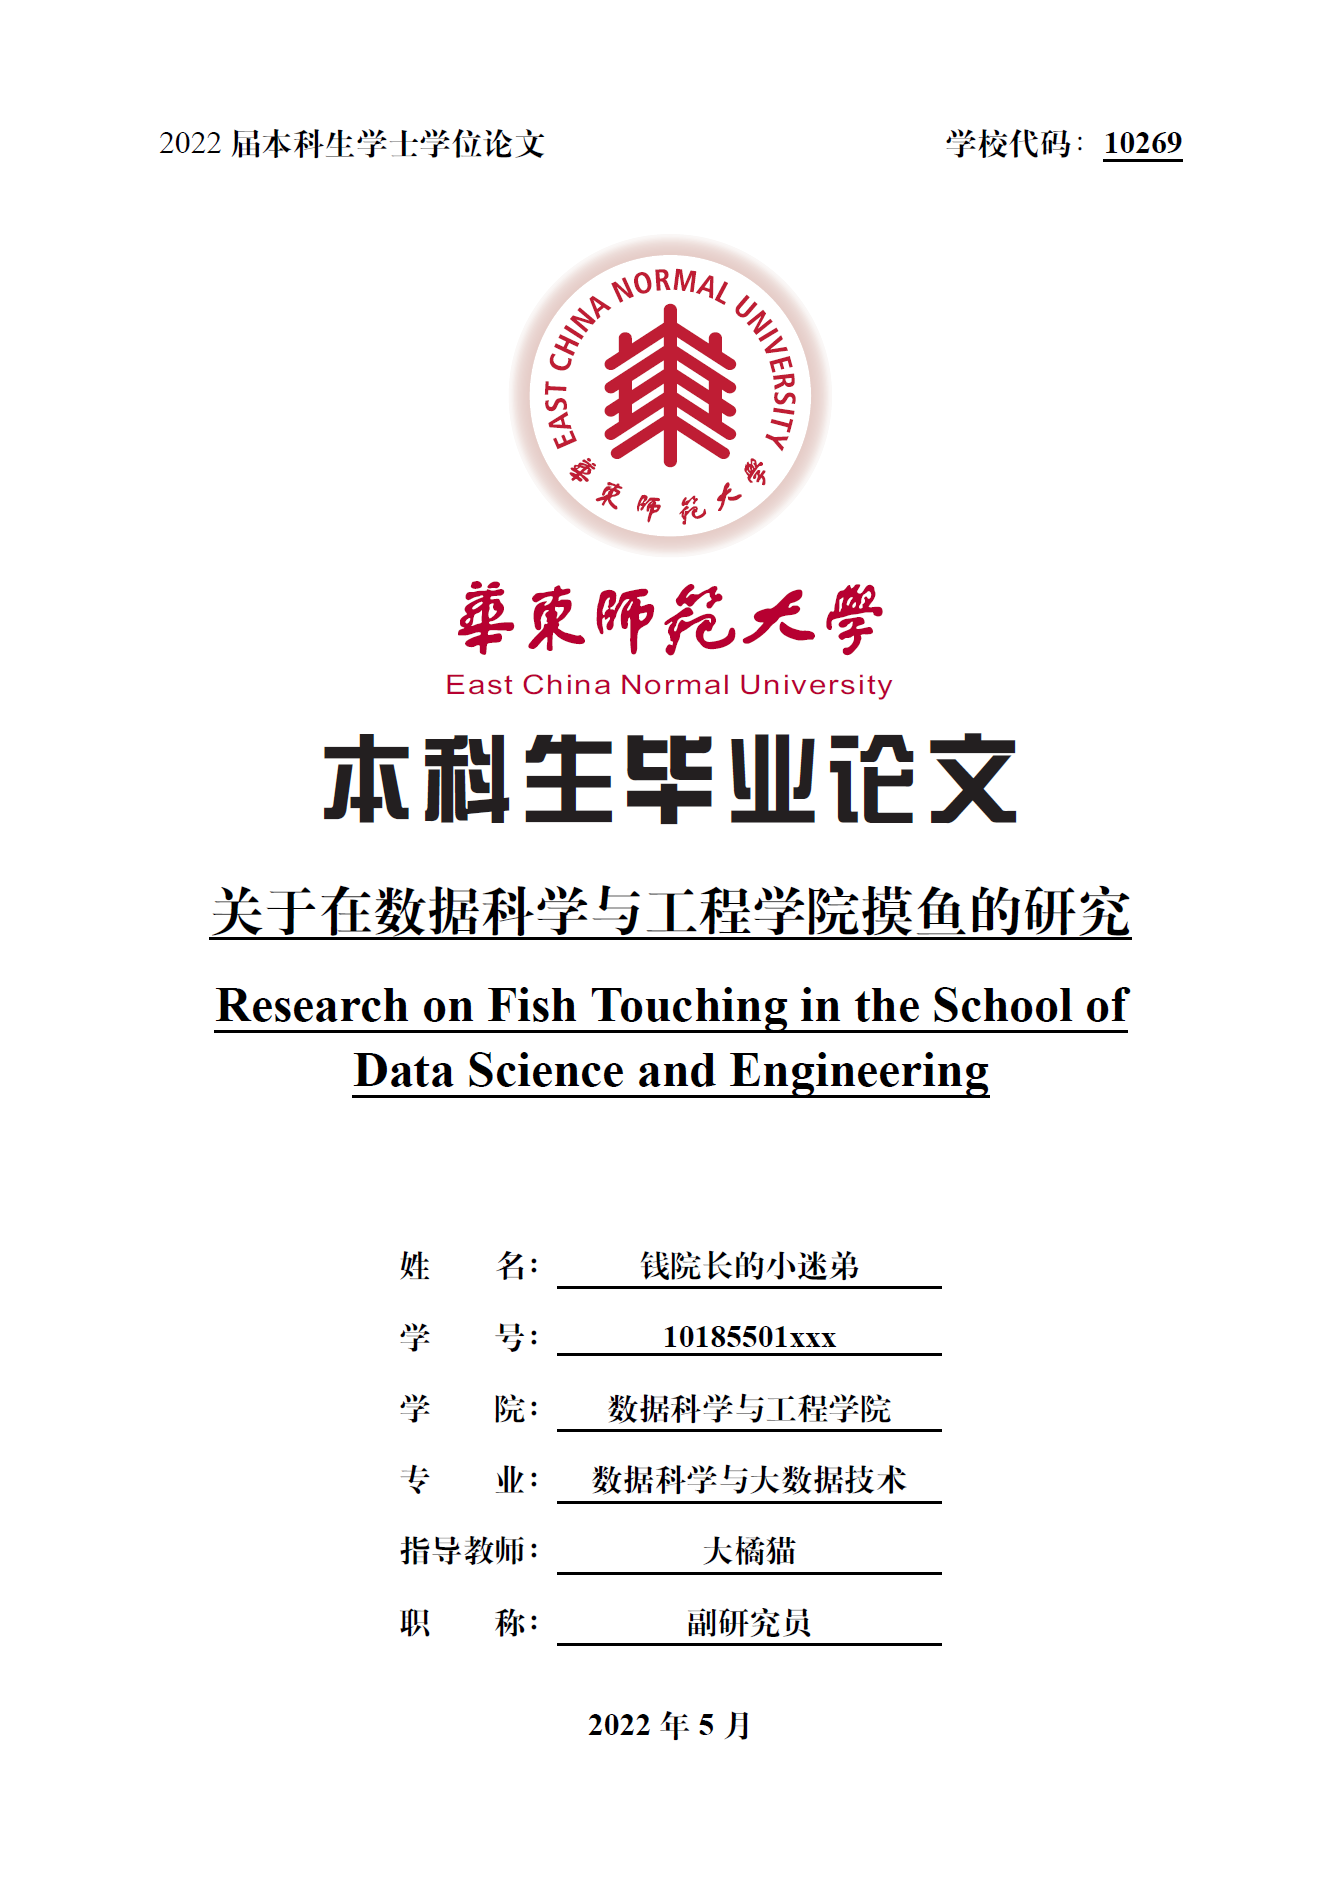 2022 届本科生学士学位论文 学校代码：10269
EAST CHINA NORMAL UNIVERSITY
華東師範大學
華東師範大學
East China Normal University
本科生毕业论文
关于在数据科学与工程学院摸鱼的研究
Research on Fish Touching in the School of
Data Science and Engineering
姓 名： 钱院长的小迷弟
学 号： 10185501xxx
学 院： 数据科学与工程学院
专 业： 数据科学与大数据技术
指导教师： 大橘猫
职 称： 副研究员
2022 年 5 月